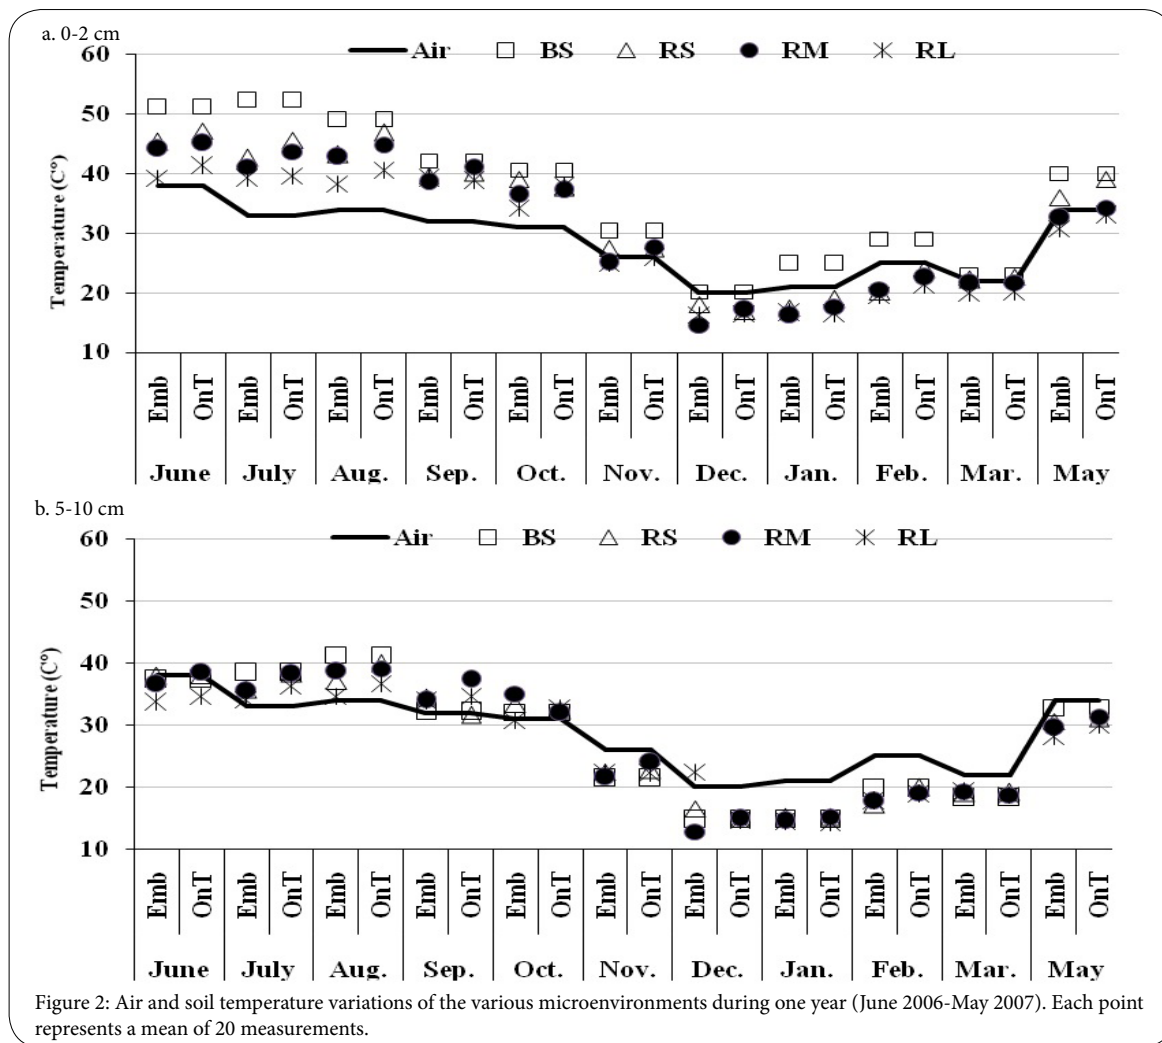 a. 0-2 cm
Air BS RS RM RL
60
50
40
30
20
10
Temperature (C°)
Emb OnT Emb OnT Emb OnT Emb OnT Emb OnT Emb OnT Emb OnT Emb OnT Emb OnT Emb OnT Emb OnT
June July Aug. Sep. Oct. Nov. Dec. Jan. Feb. Mar. May
b. 5-10 cm
Air BS RS RM RL
60
50
40
30
20
10
Temperature (C°)
Emb OnT Emb OnT Emb OnT Emb OnT Emb OnT Emb OnT Emb OnT Emb OnT Emb OnT Emb OnT Emb OnT
June July Aug. Sep. Oct. Nov. Dec. Jan. Feb. Mar. May
Figure 2: Air and soil temperature variations of the various microenvironments during one year (June 2006-May 2007). Each point
represents a mean of 20 measurements.